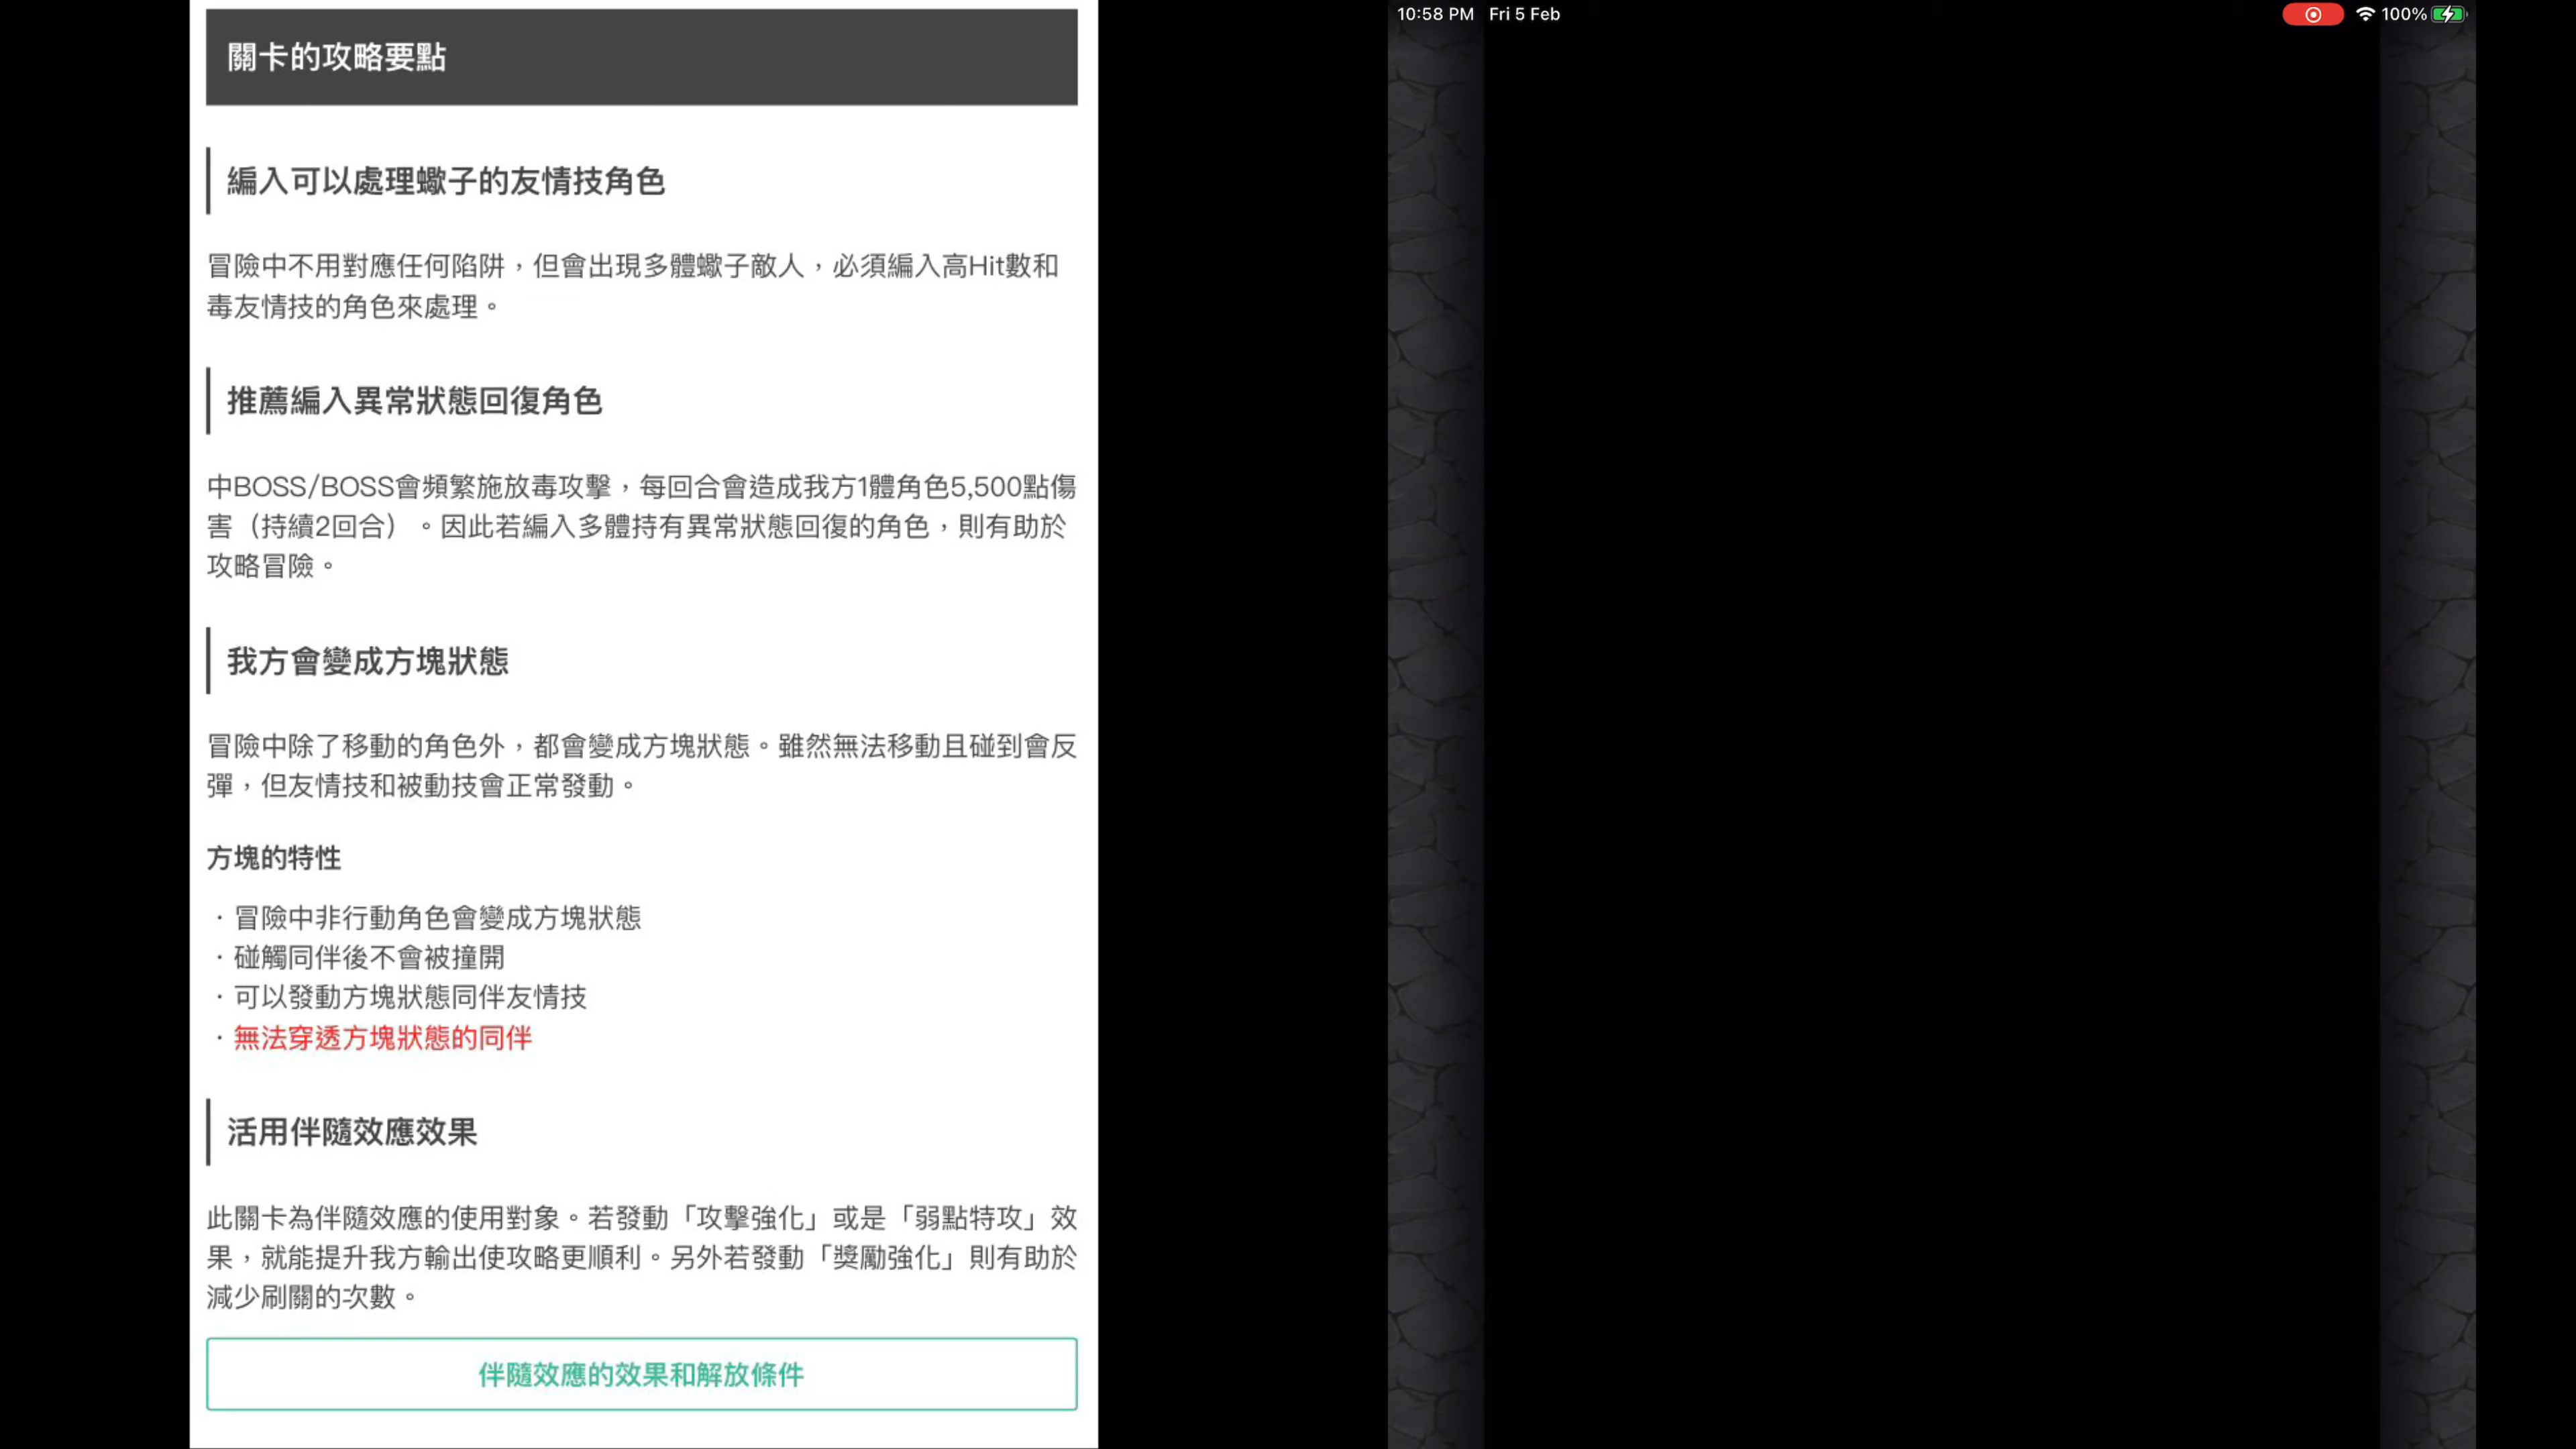 關卡的攻略要點
編入可以處理蠍子的友情技角色
冒險中不用對應任何陷阱，但會出現多體蠍子敵人，必須編入高Hit數和
毒友情技的角色來處理。
推薦編入異常狀態回復角色
中BOSS/BOSS會頻繁施放毒攻擊，每回合會造成我方1體角色5,500點傷
害（持續2回合）。因此若編入多體持有異常狀態回復的角色，則有助於
攻略冒險。
我方會變成方塊狀態
冒險中除了移動的角色外，都會變成方塊狀態。雖然無法移動且碰到會反
彈，但友情技和被動技會正常發動。
方塊的特性
・冒險中非行動角色會變成方塊狀態
・碰觸同伴後不會被撞開
・可以發動方塊狀態同伴友情技
・無法穿透方塊狀態的同伴
活用伴隨效應效果
此關卡為伴隨效應的使用對象。若發動「攻擊強化」或是「弱點特攻」效
果，就能提升我方輸出使攻略更順利。另外若發動「獎勵強化」則有助於
減少刷關的次數。
伴隨效應的效果和解放條件
10:58 PM Fri 5 Feb
100%